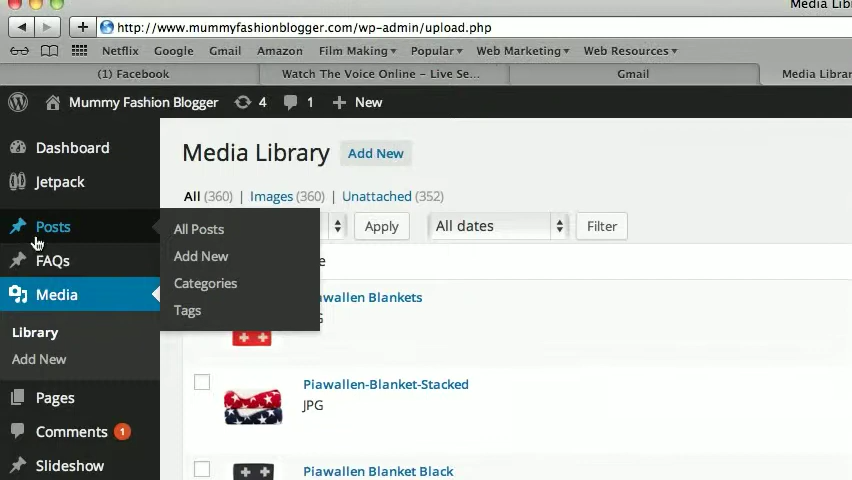 Media Libr
http://www.mummyfashionblogger.com/wp-admin/upload.php
Netflix Google Gmail Amazon Film Making Popular Web Marketing Web Resources
(1) Facebook Watch The Voice Online – Live Se... Gmail Media Librar
Mummy Fashion Blogger 4 1 + New
Dashboard
Jetpack
Posts
FAQs
Media
Library
Add New
Pages
Comments 1
Slideshow
All Posts
Add New
Categories
Tags
Media Library Add New
All (360) | Images (360) | Unattached (352)
Apply All dates Filter
e
awallen Blankets
G
Piawallen-Blanket-Stacked
JPG
Piawallen Blanket Black